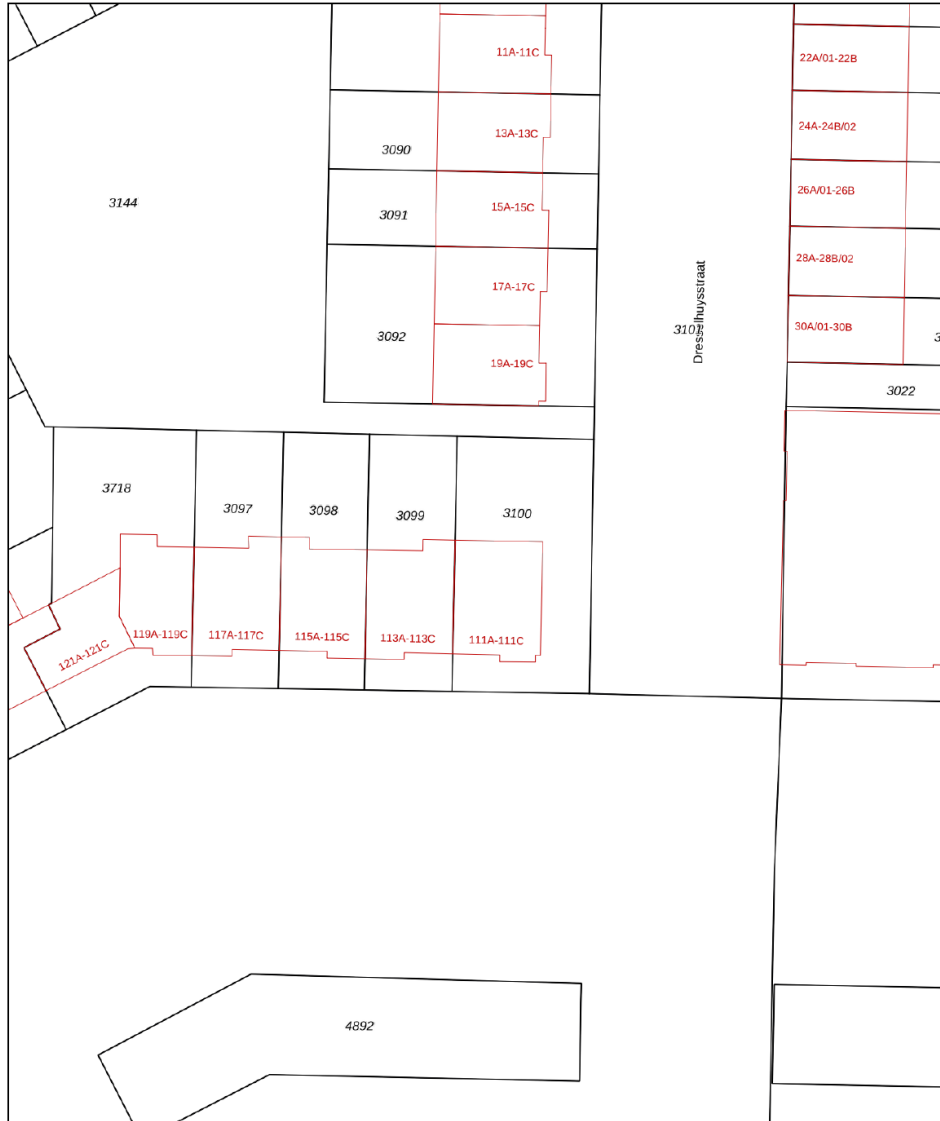 11A-11C
22A/01-22B
24A-24B/02
13A-13C
3090
26A/01-26B
3144
15A-15C
3091
28A-28B/02
17A-17C
Dresselhuysstraat
3101
30A/01-30B
3092
19A-19C
3022
3718
3097
3098
3099
3100
119A-119C
117A-117C
115A-115C
113A-113C
111A-111C
121A-121C
4892